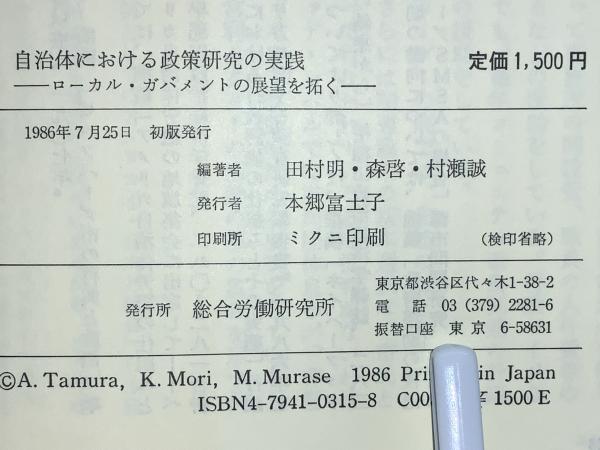 自治体における政策研究の実践 定価1,500円
――ローカル・ガバメントの展望を拓く――
1986年7月25日 初版発行
編著者 田村明・森啓・村瀬誠
発行者 本郷富士子
印刷所 ミクニ印刷 (検印省略)
東京都渋谷区代々木1-38-2
発行所 総合労働研究所 電話 03 (379) 2281-6
振替口座 東京 6-58631
©A. Tamura, K. Mori, M. Murase 1986 Pri in Japan
ISBN4-7941-0315-8 C00 ¥ 1500 E